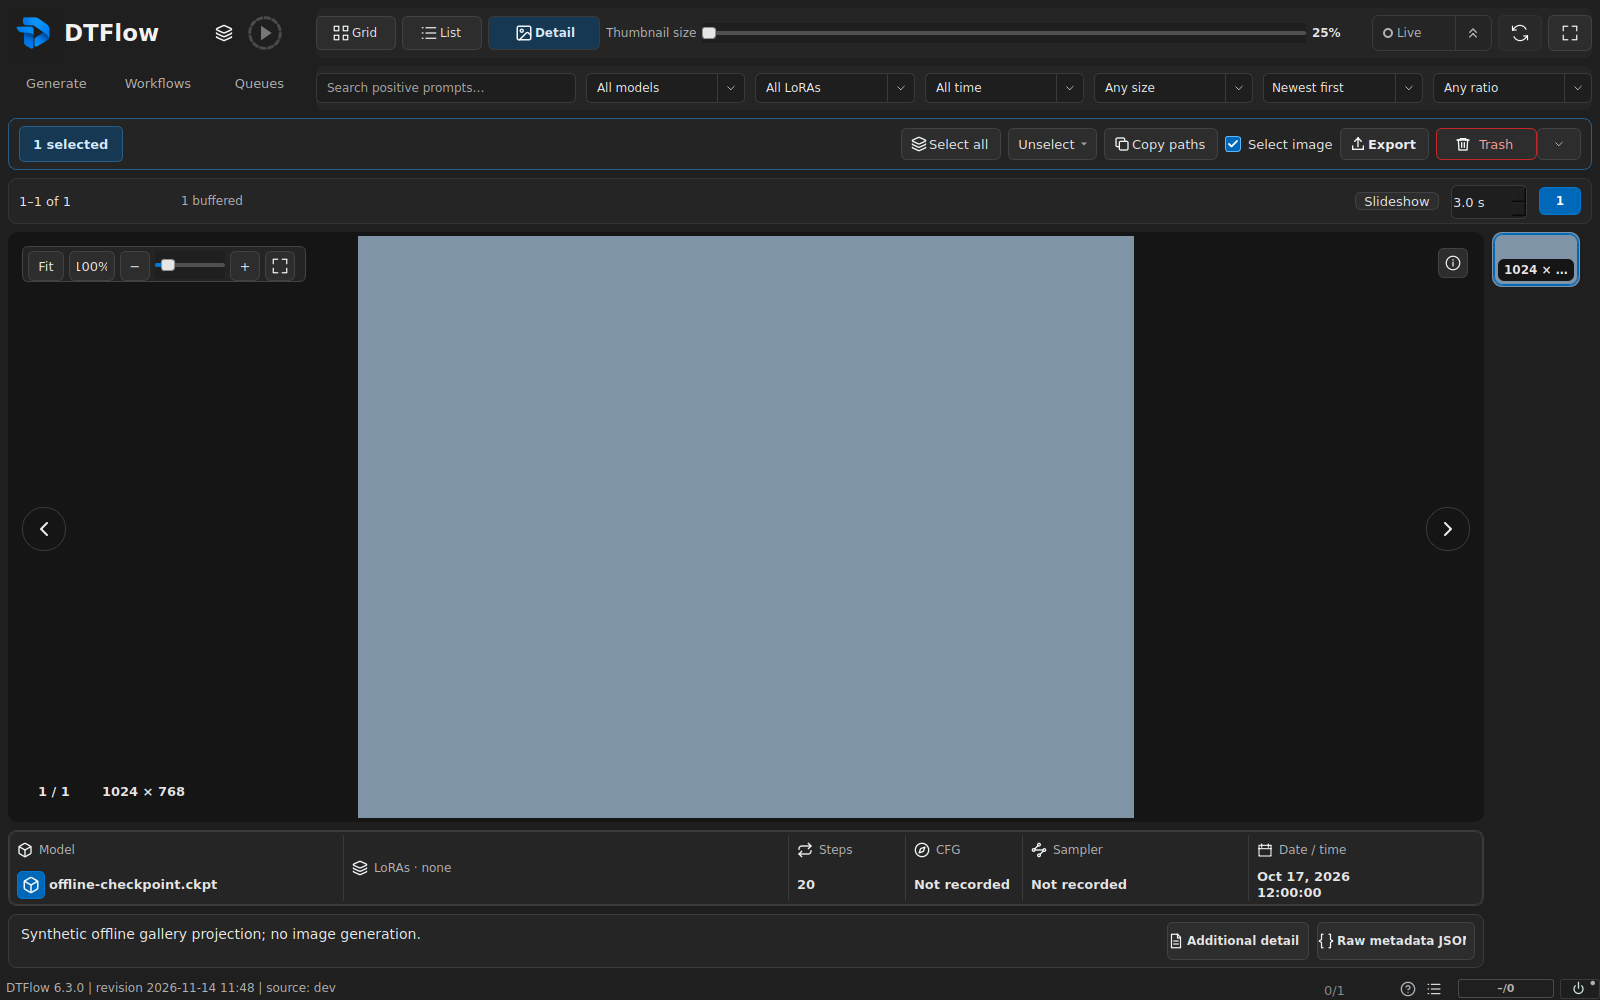 DTFlow
Grid
List
Detail
Thumbnail size
25%
Live
Generate
Workflows
Queues
Search positive prompts...
All models
All LoRAs
All time
Any size
Newest first
Any ratio
1 selected
Select all
Unselect
Copy paths
Select image
Export
Trash
1–1 of 1
1 buffered
Slideshow
3.0 s
1
Fit
100%
1024 × ...
1 / 1
1024 × 768
Model
offline-checkpoint.ckpt
LoRAs · none
Steps
20
CFG
Not recorded
Sampler
Not recorded
Date / time
Oct 17, 2026
12:00:00
Synthetic offline gallery projection; no image generation.
Additional detail
{ } Raw metadata JSON
DTFlow 6.3.0 | revision 2026-11-14 11:48 | source: dev
0/1
–/0